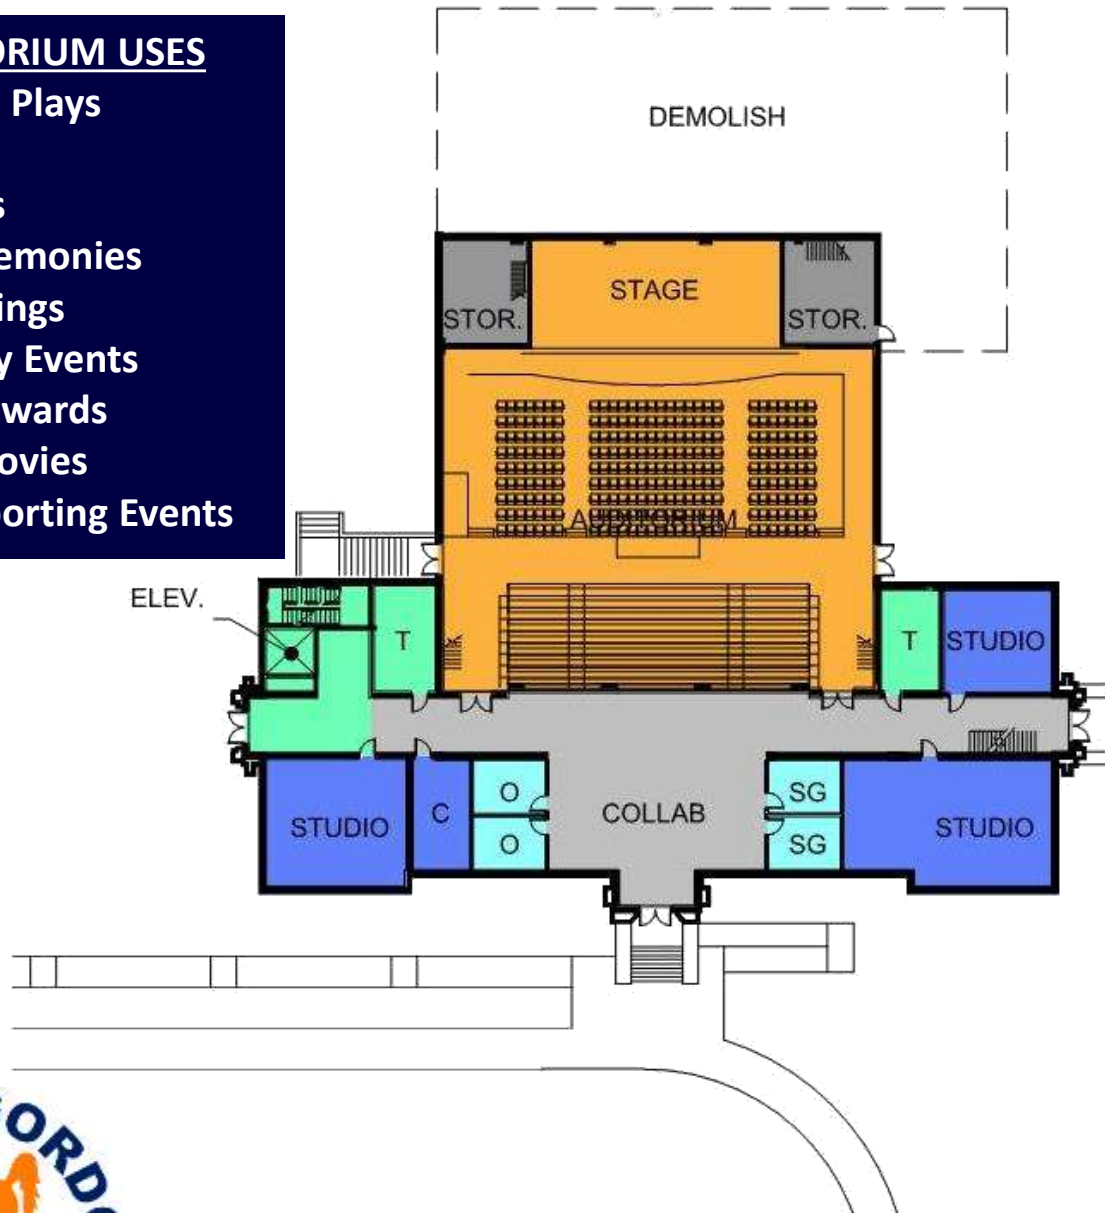 ORIUM USES
Plays
s
emonies
ings
y Events
wards
ovies
orting Events
DEMOLISH
STAGE
STOR.
STOR.
AUDITORIUM
ELEV.
T
T
STUDIO
STUDIO
C
O
O
COLLAB
SG
SG
STUDIO
ORD